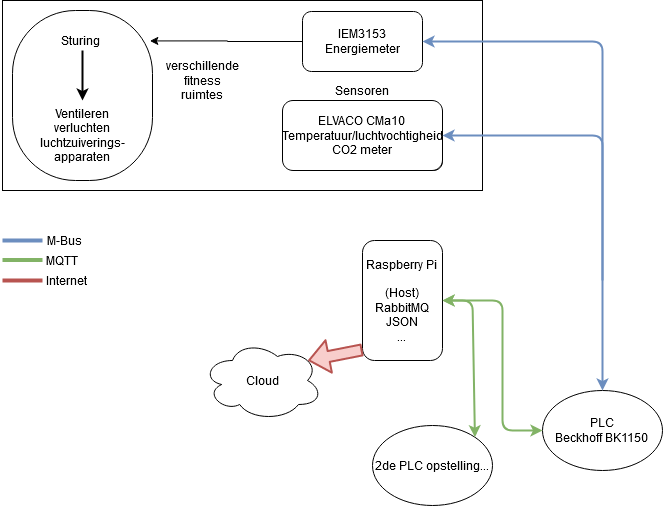 Sturing
Ventileren
verluchten
luchtzuiverings-
apparaten
verschillende
fitness
ruimtes
IEM3153
Energiemeter
Sensoren
ELVACO CMa10
Temperatuur/luchtvochtigheid
CO2 meter
M-Bus
MQTT
Internet
Raspberry Pi
(Host)
RabbitMQ
JSON
...
Cloud
2de PLC opstelling...
PLC
Beckhoff BK1150